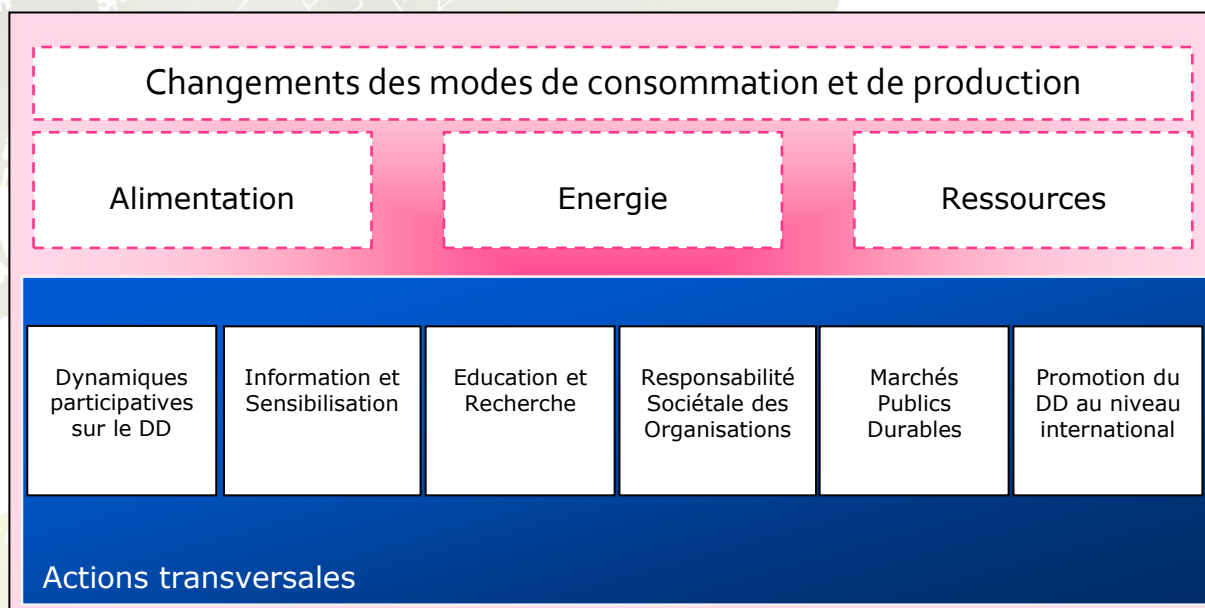 Changements des modes de consommation et de production
Alimentation
Energie
Ressources
Dynamiques
participatives
sur le DD
Information et
Sensibilisation
Education et
Recherche
Responsabilité
Sociétale des
Organisations
Marchés
Publics
Durables
Promotion du
DD au niveau
international
Actions transversales